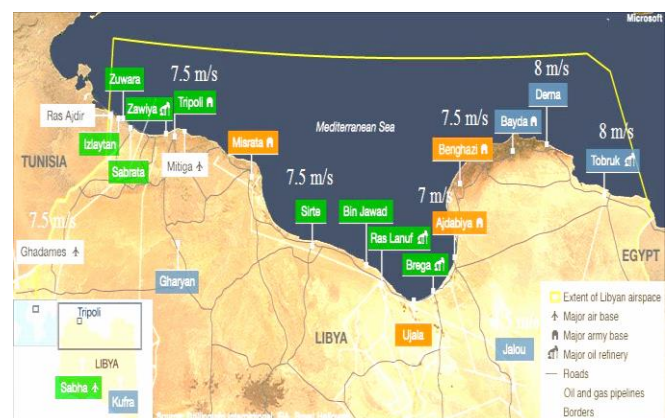 Microsoft
7.5 m/s
8 m/s
Zuwara
Derna
Zawiya
Tripoli
Ras Ajdir
7.5 m/s
Bayda
8 m/s
Mediterranean Sea
Izlaytan
Misrata
Benghazi
TUNISIA
Sabrata
Mitiga
Tobruk
7.5 m/s
7 m/s
Sirte
Bin Jawad
Ajdabiya
7.5 m/s
Ras Lanuf
Ghadames
EGYPT
Brega
Gharyan
Extent of Libyan airspace
Tripoli
Major air base
LIBYA
Ujala
Major army base
Jalou
Major oil refinery
LIBYA
Roads
Sabha
Oil and gas pipelines
Kufra
Borders